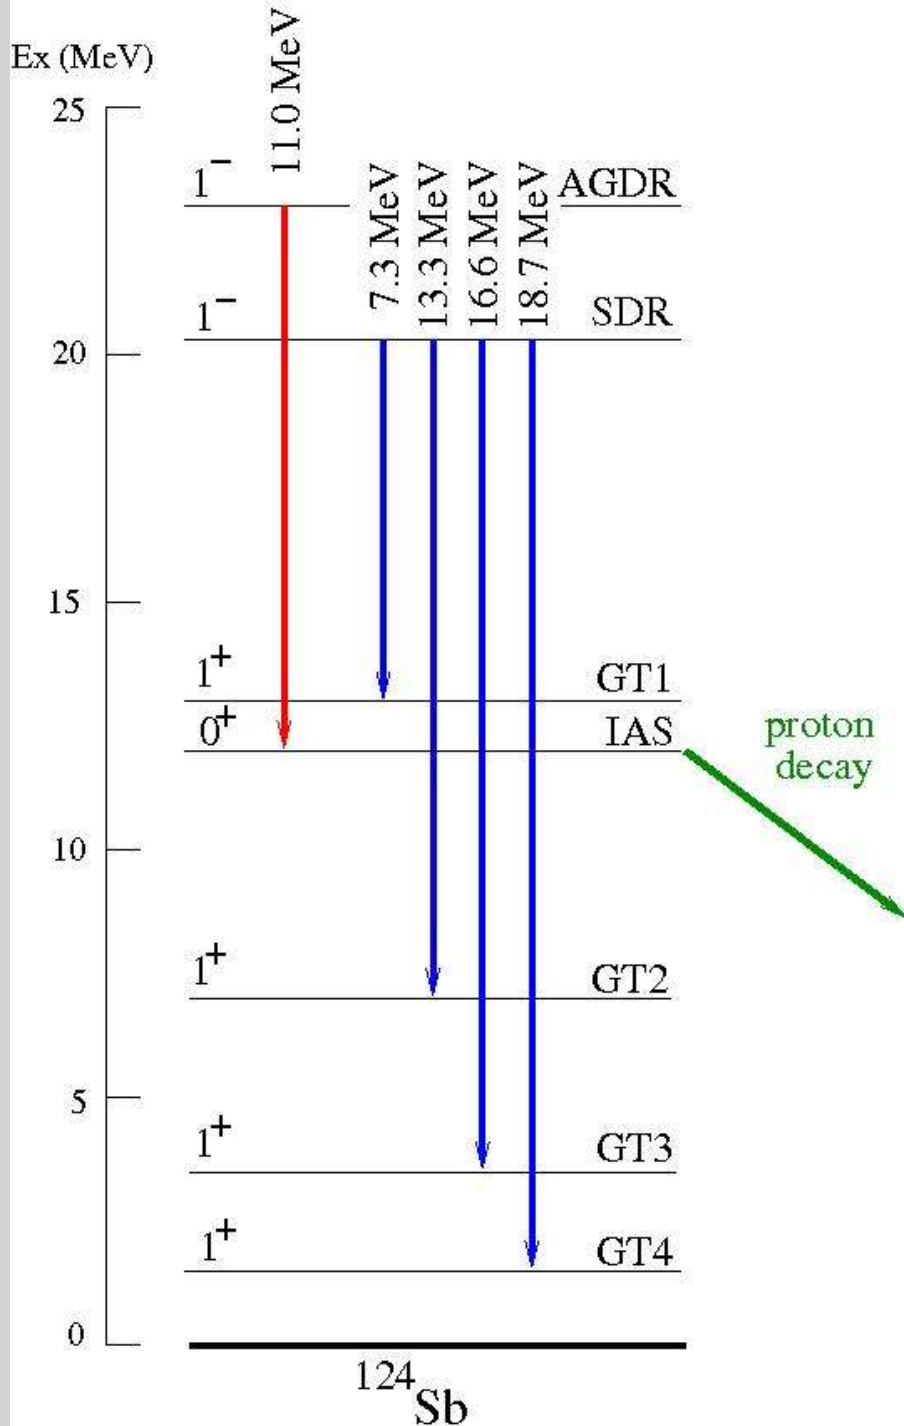 Ex (MeV)
11.0 MeV
25
1⁻ AGDR
7.3 MeV
13.3 MeV
16.6 MeV
18.7 MeV
1⁻ SDR
20
15
1⁺ GT1
0⁺ IAS
proton
decay
10
1⁺ GT2
5
1⁺ GT3
1⁺ GT4
0
¹²⁴Sb